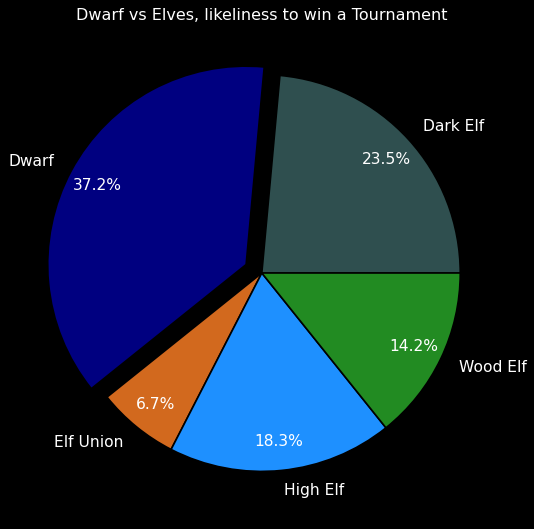 Dwarf vs Elves, likeliness to win a Tournament
Dark Elf
23.5%
Dwarf
37.2%
14.2%
Wood Elf
6.7%
Elf Union
18.3%
High Elf